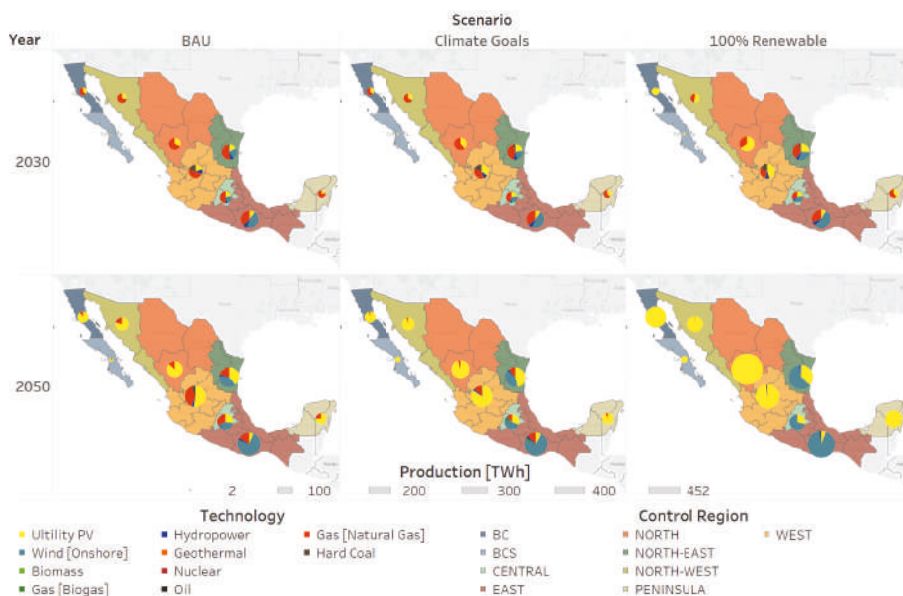 Scenario
Year BAU Climate Goals 100% Renewable
2030
2050
Production [TWh]
2 100 200 300 400 452
Technology Control Region
Ultility PV Hydropower Gas [Natural Gas] BC NORTH WEST
Wind [Onshore] Geothermal Hard Coal BCS NORTH-EAST
Biomass Nuclear CENTRAL NORTH-WEST
Gas [Biogas] Oil EAST PENINSULA